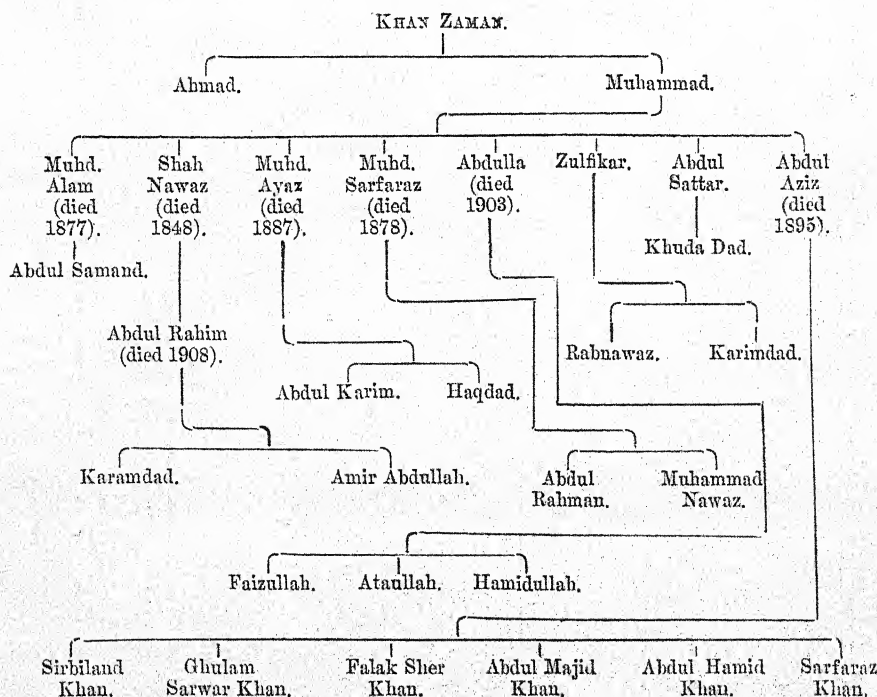 KHAN ZAMAN.
Ahmad. Muhammad.
Muhd. Shah Muhd. Muhd. Abdulla Zulfikar. Abdul Abdul
Alam Nawaz Ayaz Sarfaraz (died Sattar. Aziz
(died (died (died (died 1903). (died
1877). 1848). 1887). 1878). 1895).
Khuda Dad.
Abdul Samand.
Abdul Rahim
(died 1908).
Rabnawaz. Karimdad.
Abdul Karim. Haqdad.
Karamdad. Amir Abdullah. Abdul Muhammad
Rahman. Nawaz.
Faizullah. Ataullah. Hamidullah.
Sirbiland Ghulam Falak Sher Abdul Majid Abdul Hamid Sarfaraz
Khan. Sarwar Khan. Khan. Khan. Khan. Khan.